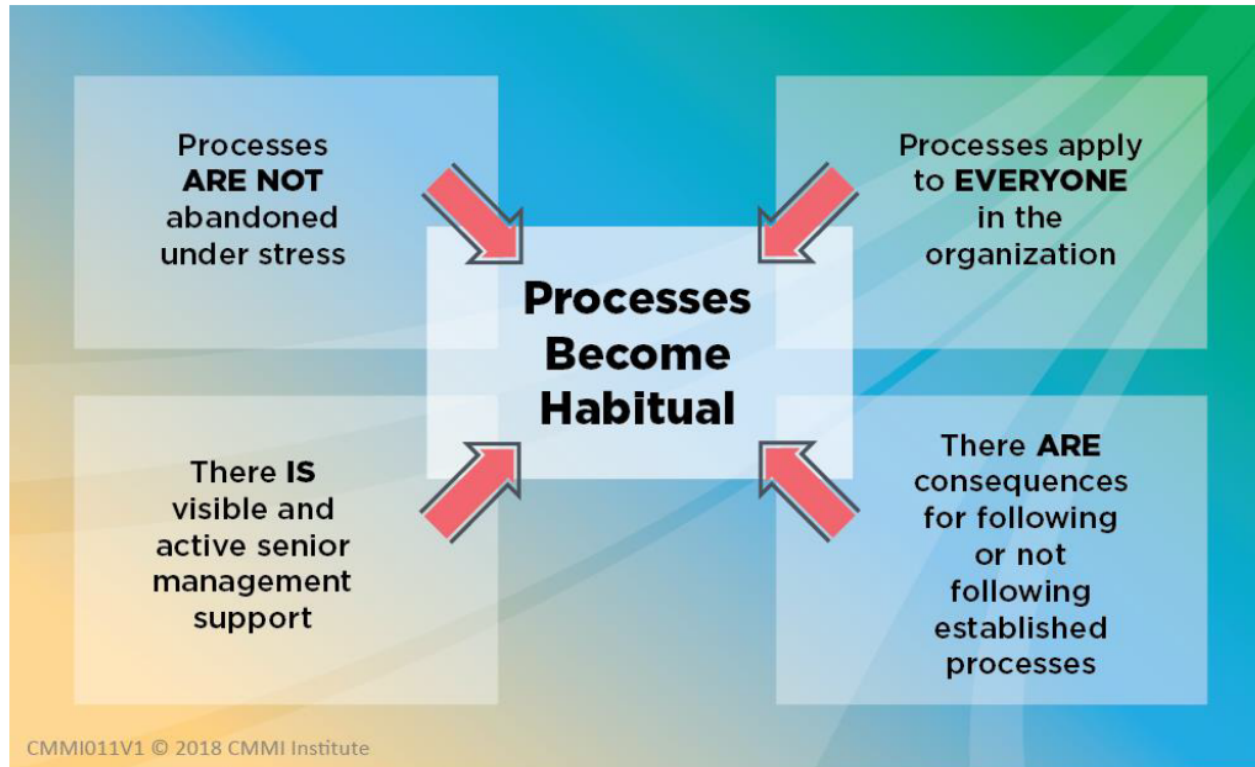 Processes
ARE NOT
abandoned
under stress
Processes apply
to EVERYONE
in the
organization
Processes
Become
Habitual
There IS
visible and
active senior
management
support
There ARE
consequences
for following
or not
following
established
processes
CMMI011V1 © 2018 CMMI Institute